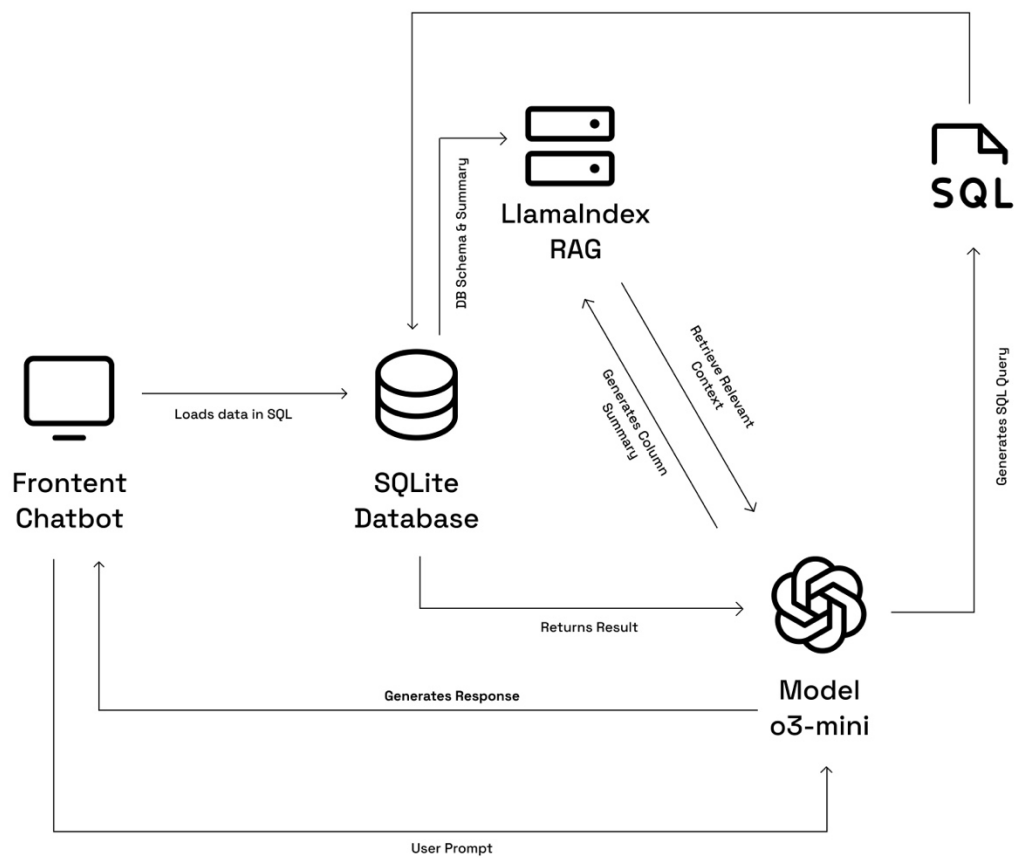 LlamaIndex
RAG
SQL
DB Schema & Summary
Retrieve Relevant
Context
Generates Column
Summary
Generates SQL Query
Loads data in SQL
Frontent
Chatbot
SQLite
Database
Returns Result
Generates Response
Model
o3-mini
User Prompt